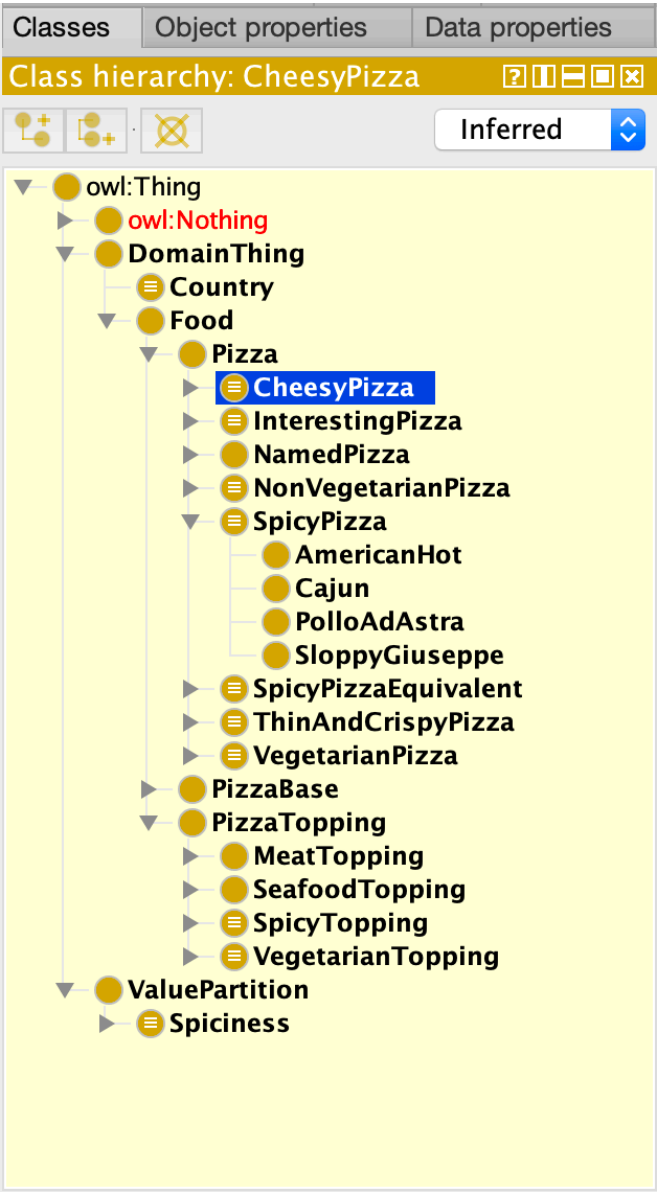 Classes Object properties Data properties
Class hierarchy: CheesyPizza
Inferred
owl:Thing
owl:Nothing
DomainThing
Country
Food
Pizza
CheesyPizza
InterestingPizza
NamedPizza
NonVegetarianPizza
SpicyPizza
AmericanHot
Cajun
PolloAdAstra
SloppyGiuseppe
SpicyPizzaEquivalent
ThinAndCrispyPizza
VegetarianPizza
PizzaBase
PizzaTopping
MeatTopping
SeafoodTopping
SpicyTopping
VegetarianTopping
ValuePartition
Spiciness